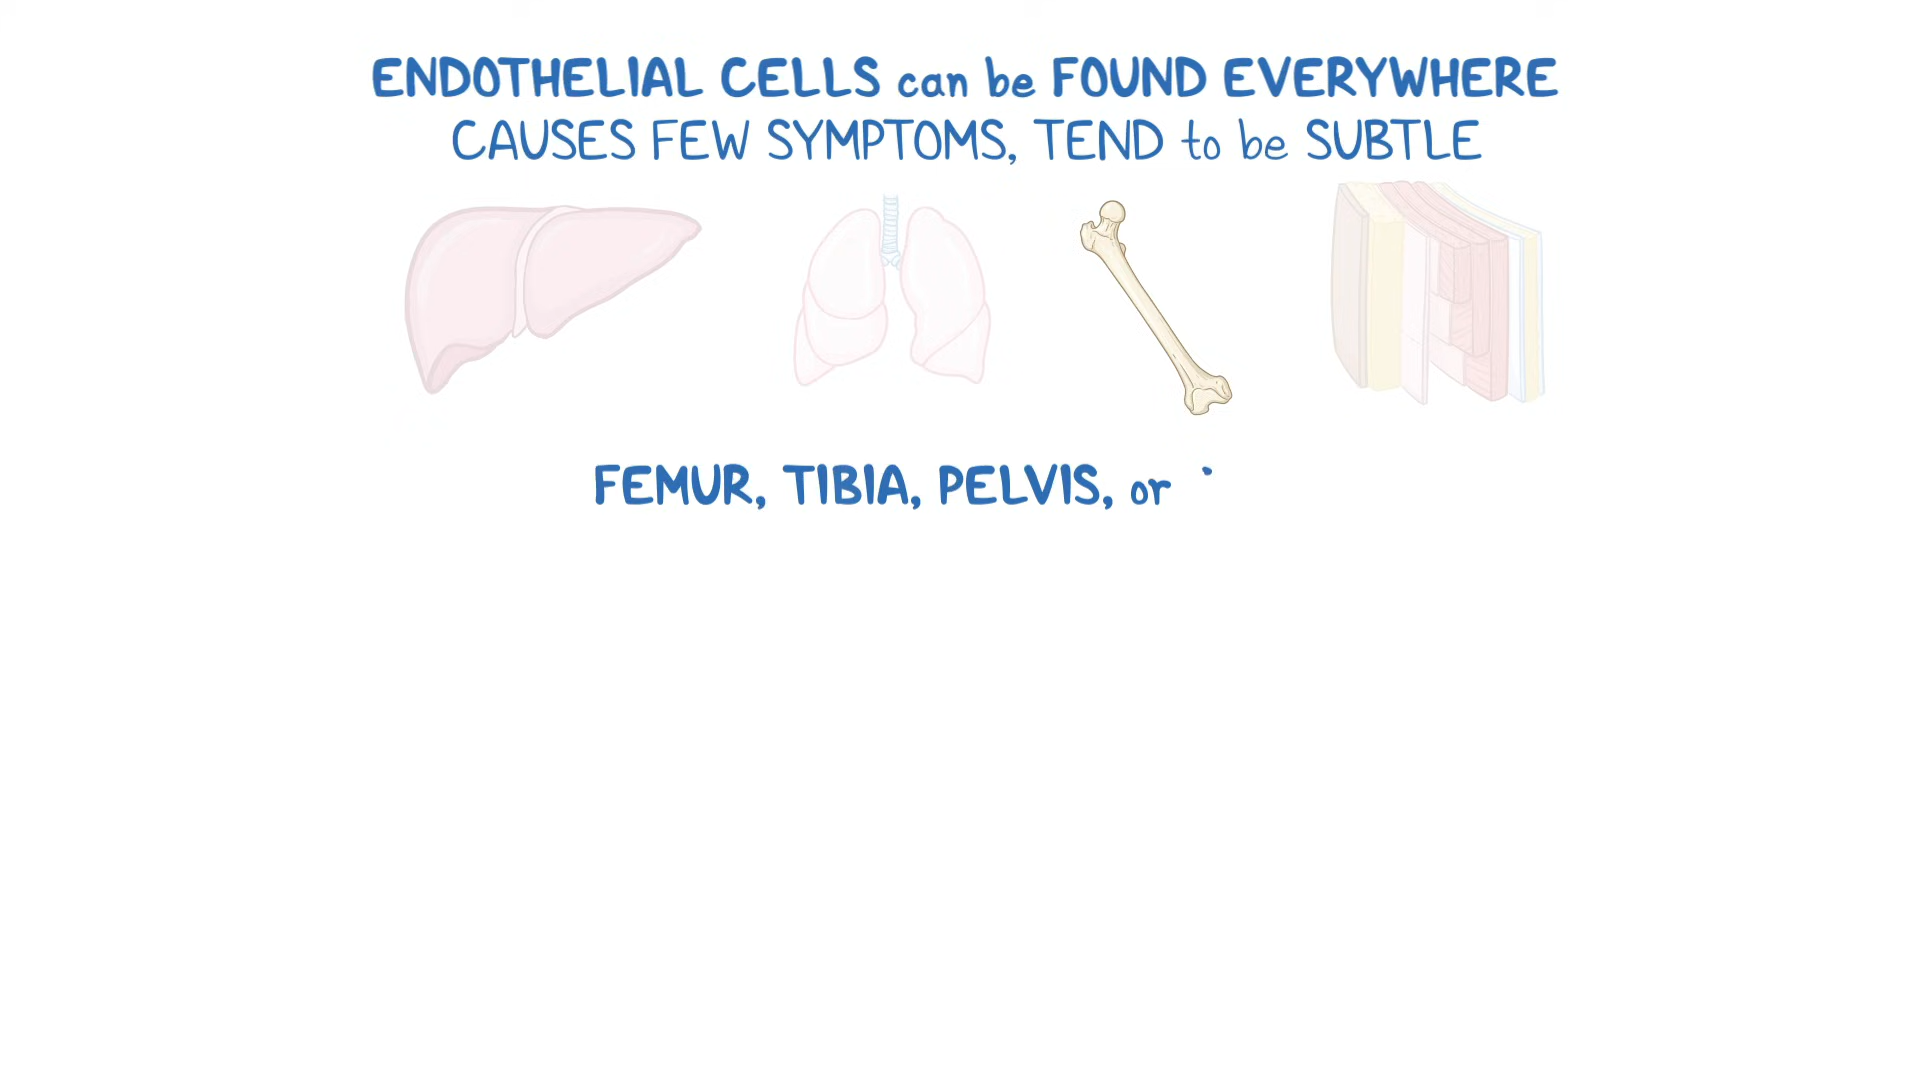 ENDOTHELIAL CELLS can be FOUND EVERYWHERE
CAUSES FEW SYMPTOMS, TEND to be SUBTLE
FEMUR, TIBIA, PELVIS, or